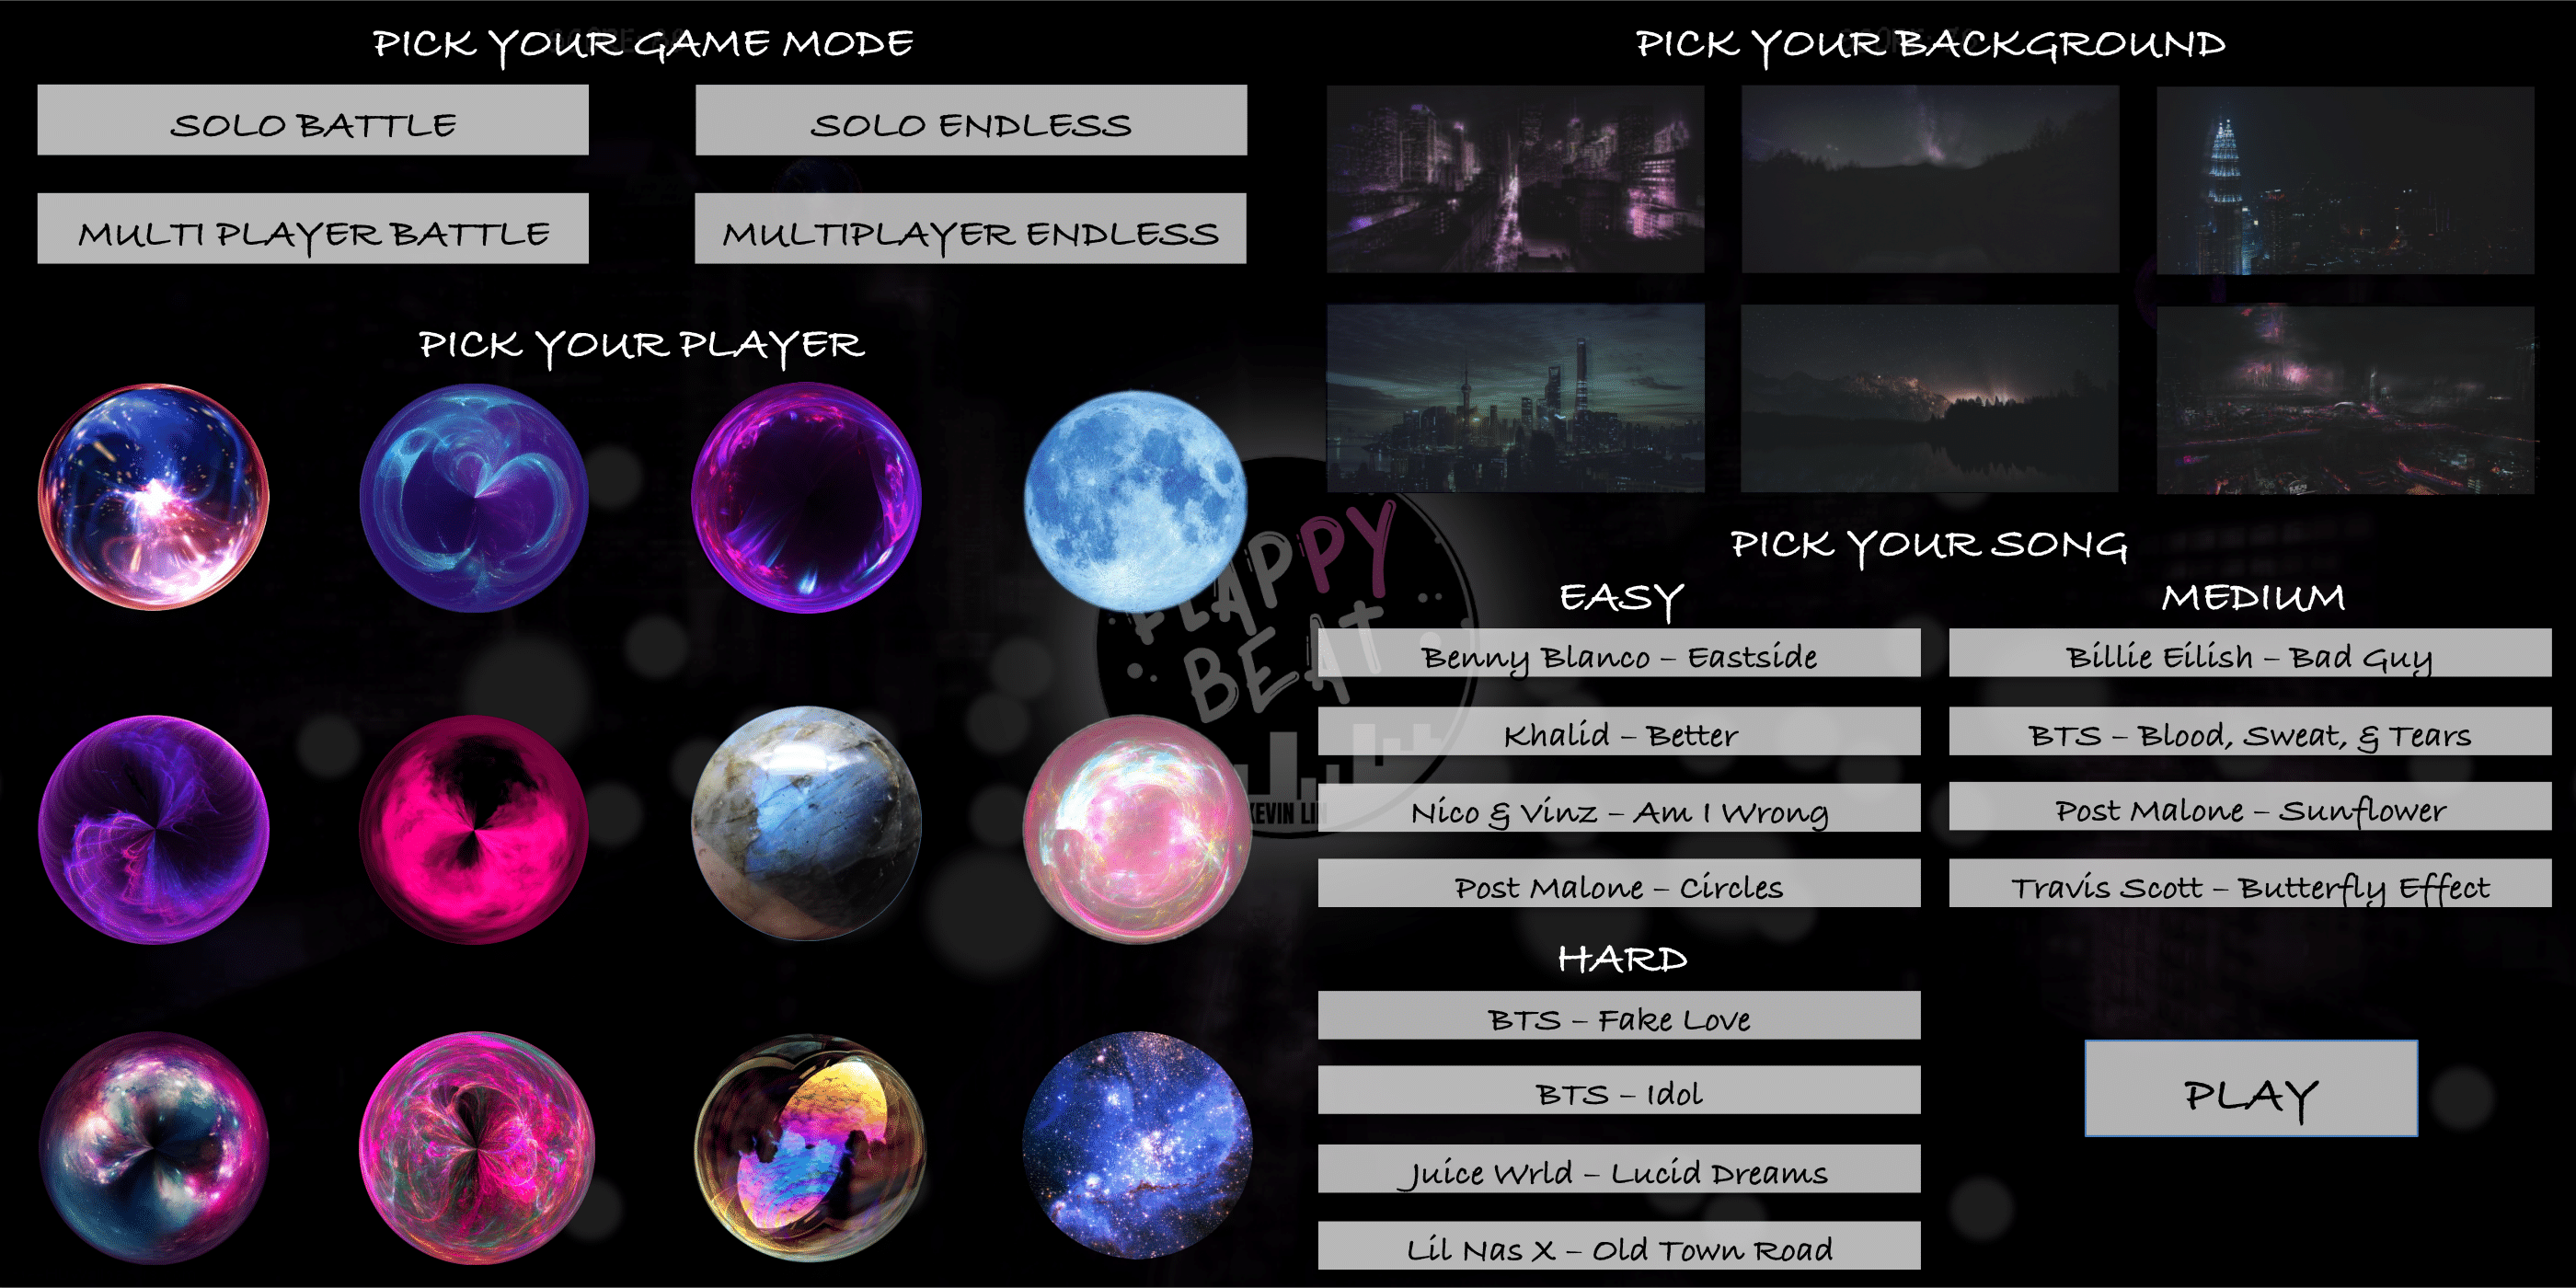 PICK YOUR GAME MODE
SOLO BATTLE
SOLO ENDLESS
MULTI PLAYER BATTLE
MULTIPLAYER ENDLESS
PICK YOUR PLAYER
PICK YOUR BACKGROUND
FLAPPY
BEAT
KEVIN LIN
PICK YOUR SONG
EASY
Benny Blanco – Eastside
Khalid – Better
Nico & Vinz – Am I Wrong
Post Malone – Circles
MEDIUM
Billie Eilish – Bad Guy
BTS – Blood, Sweat, & Tears
Post Malone – Sunflower
Travis Scott – Butterfly Effect
HARD
BTS – Fake Love
BTS – Idol
Juice Wrld – Lucid Dreams
Lil Nas X – Old Town Road
PLAY